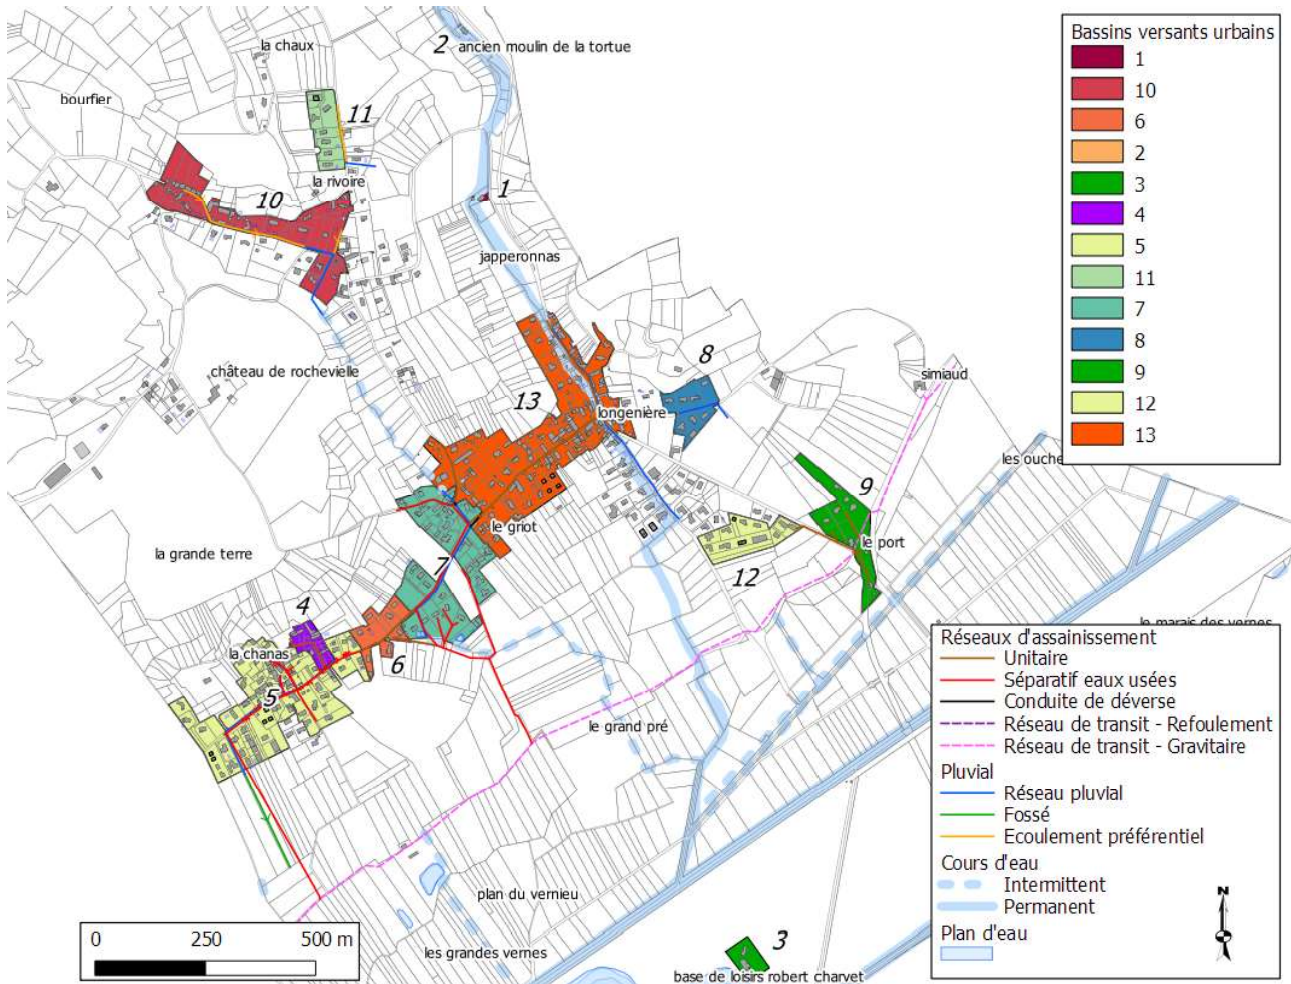 2 ancien moulin de la tortue
la chaux
bourfier
11
la rivoire
10
1
japperonnas
château de rochevielle
8
simiaud
13
longenière
les ouche
9
le griot
le port
la grande terre
12
7
4
la chanas
6
5
le marais des vernes
le grand pré
plan du vernieu
les grandes vernes
3
base de loisirs robert charvet
0 250 500 m
Bassins versants urbains
1
10
6
2
3
4
5
11
7
8
9
12
13
Réseaux d'assainissement
Unitaire
Séparatif eaux usées
Conduite de déverse
Réseau de transit - Refoulement
Réseau de transit - Gravitaire
Pluvial
Réseau pluvial
Fossé
Ecoulement préférentiel
Cours d'eau
Intermittent
Permanent
Plan d'eau
N